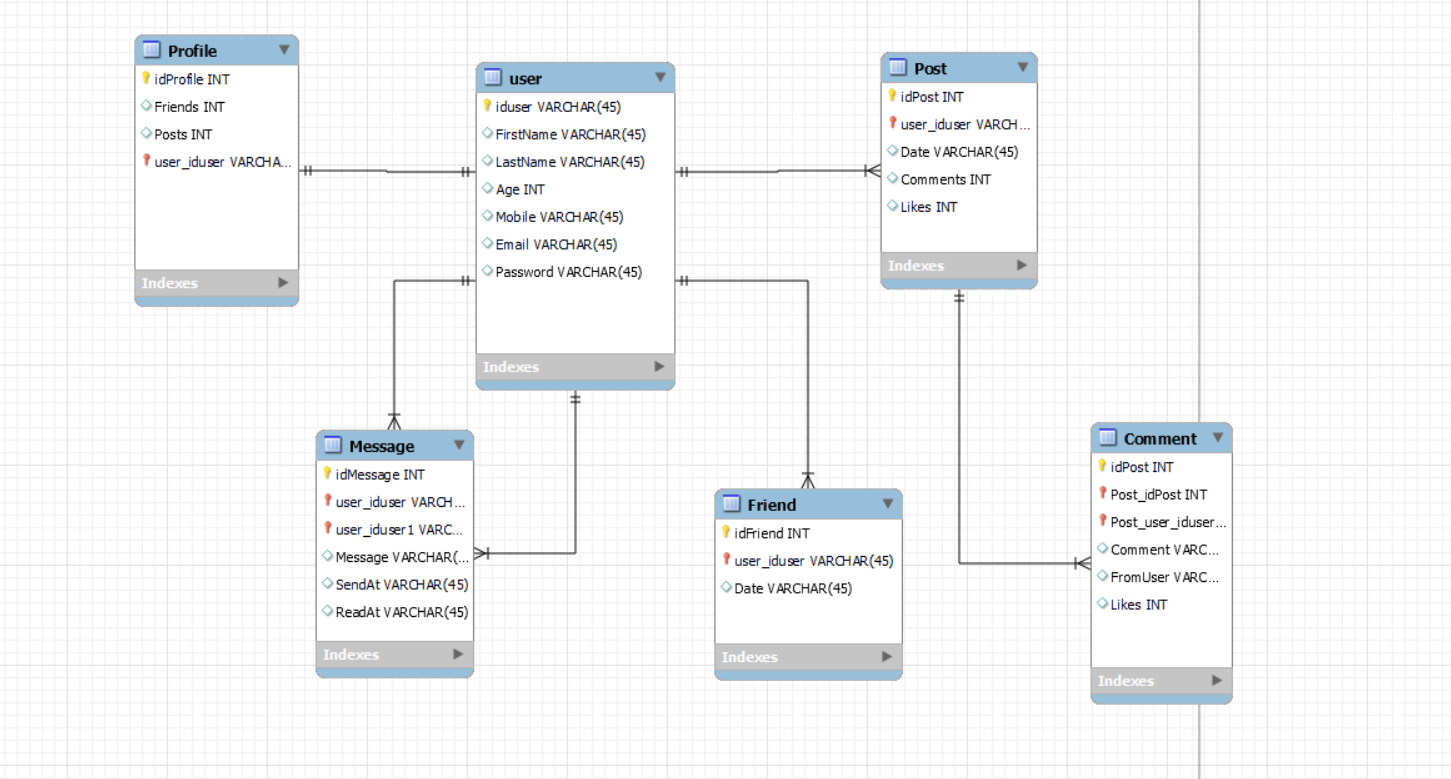 Profile
idProfile INT
Friends INT
Posts INT
user_iduser VARCHA...
Indexes
user
iduser VARCHAR(45)
FirstName VARCHAR(45)
LastName VARCHAR(45)
Age INT
Mobile VARCHAR(45)
Email VARCHAR(45)
Password VARCHAR(45)
Indexes
Post
idPost INT
user_iduser VARCH...
Date VARCHAR(45)
Comments INT
Likes INT
Indexes
Message
idMessage INT
user_iduser VARCH...
user_iduser1 VARC...
Message VARCHAR(...
SendAt VARCHAR(45)
ReadAt VARCHAR(45)
Indexes
Friend
idFriend INT
user_iduser VARCHAR(45)
Date VARCHAR(45)
Indexes
Comment
idPost INT
Post_idPost INT
Post_user_iduser...
Comment VARC...
FromUser VARC...
Likes INT
Indexes